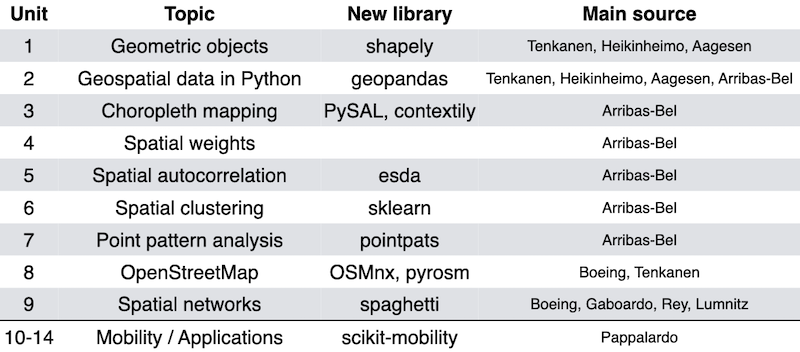 Unit Topic New library Main source
1 Geometric objects shapely Tenkanen, Heikinheimo, Aagesen
2 Geospatial data in Python geopandas Tenkanen, Heikinheimo, Aagesen, Arribas-Bel
3 Choropleth mapping PySAL, contextily Arribas-Bel
4 Spatial weights Arribas-Bel
5 Spatial autocorrelation esda Arribas-Bel
6 Spatial clustering sklearn Arribas-Bel
7 Point pattern analysis pointpats Arribas-Bel
8 OpenStreetMap OSMnx, pyrosm Boeing, Tenkanen
9 Spatial networks spaghetti Boeing, Gaboardo, Rey, Lumnitz
10-14 Mobility / Applications scikit-mobility Pappalardo